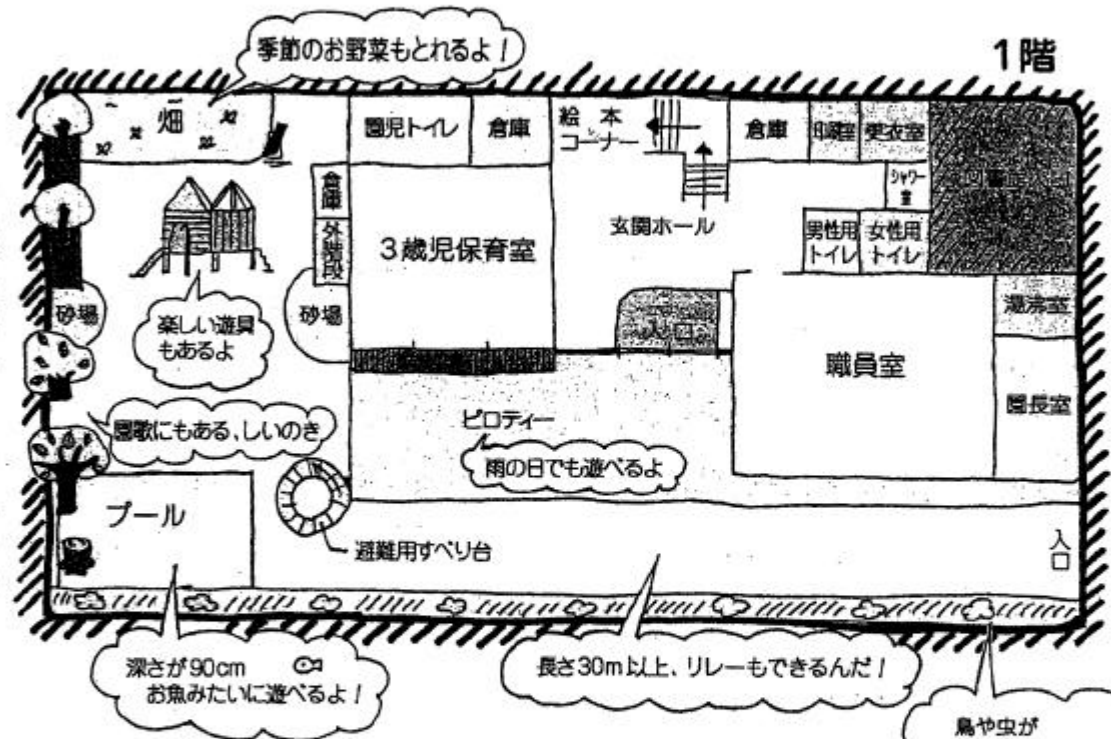 1階
季節のお野菜もとれるよ！
畑
園児トイレ
倉庫
絵本
コーナー
倉庫
印刷室
更衣室
シャワー
室
倉庫
外階段
3歳児保育室
玄関ホール
男性用
トイレ
女性用
トイレ
砂場
楽しい遊具
もあるよ
砂場
入口
湯沸室
職員室
園長室
園歌にもある、しいのき
ピロティー
雨の日でも遊べるよ
プール
避難用すべり台
入口
深さが90cm
お魚みたいに遊べるよ！
長さ30m以上、リレーもできるんだ！
鳥や虫が